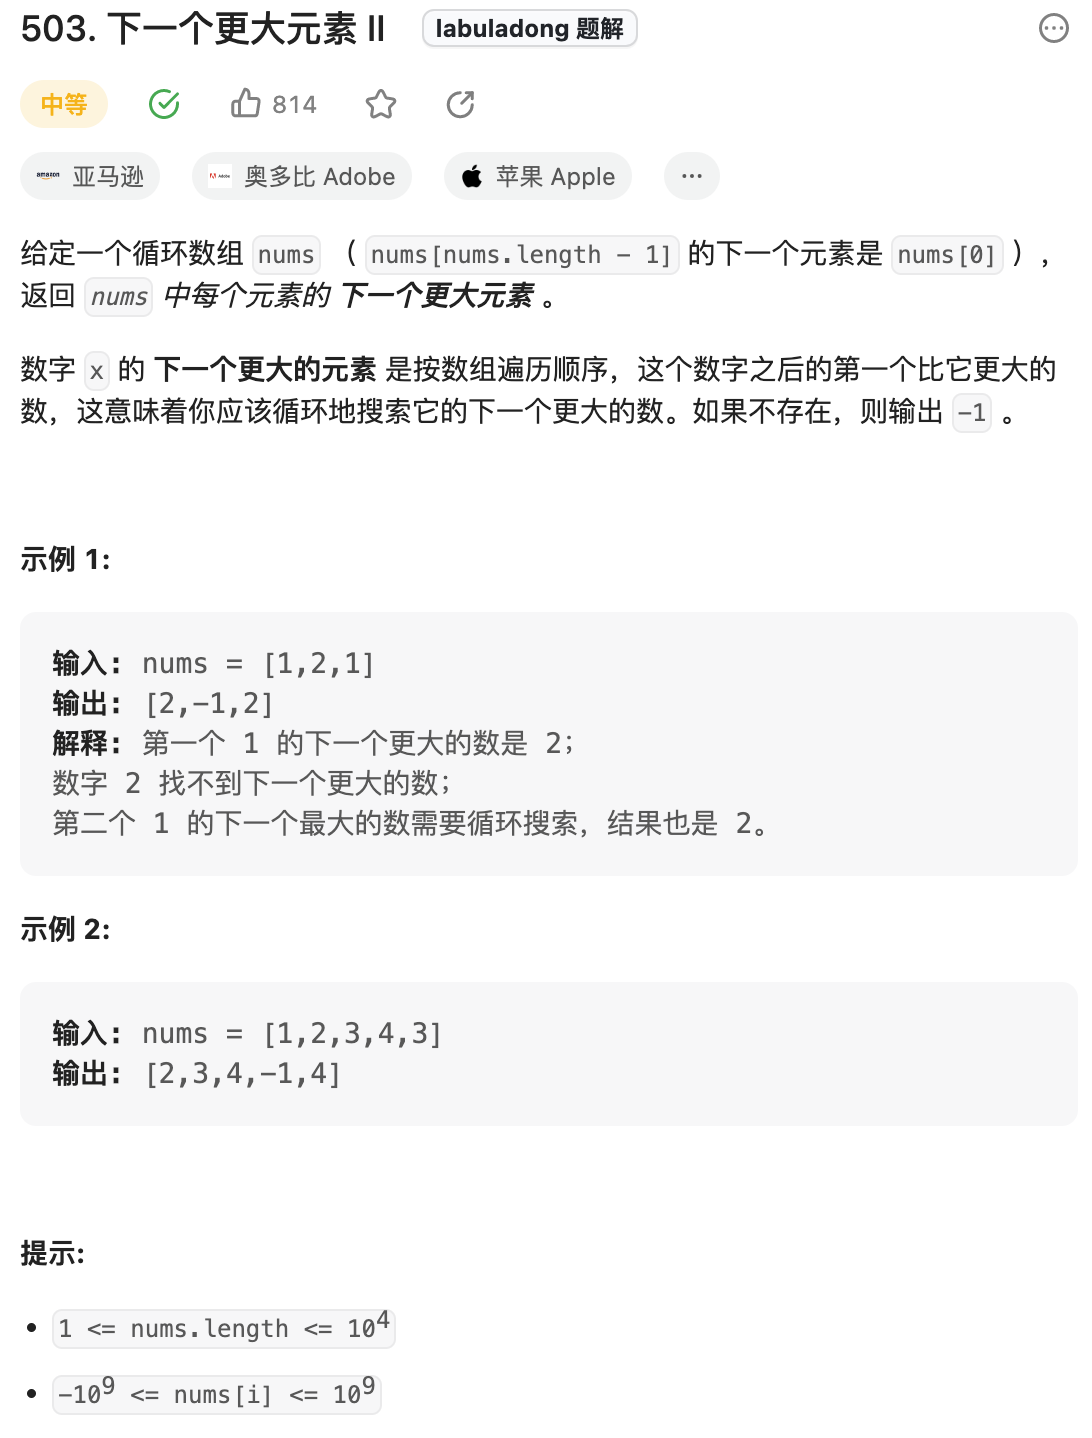 503. 下一个更大元素 II labuladong 题解
中等 814
amazon 亚马逊 Adobe 奥多比 Adobe 苹果 Apple ···
给定一个循环数组 nums ( nums[nums.length - 1] 的下一个元素是 nums[0] ) ,
返回 nums 中每个元素的 下一个更大元素 。
数字 x 的 下一个更大的元素 是按数组遍历顺序，这个数字之后的第一个比它更大的
数，这意味着你应该循环地搜索它的下一个更大的数。如果不存在，则输出 -1 。
示例 1:
输入: nums = [1,2,1]
输出: [2,-1,2]
解释: 第一个 1 的下一个更大的数是 2；
数字 2 找不到下一个更大的数；
第二个 1 的下一个最大的数需要循环搜索，结果也是 2。
示例 2:
输入: nums = [1,2,3,4,3]
输出: [2,3,4,-1,4]
提示:
• 1 <= nums.length <= 10⁴
• -10⁹ <= nums[i] <= 10⁹